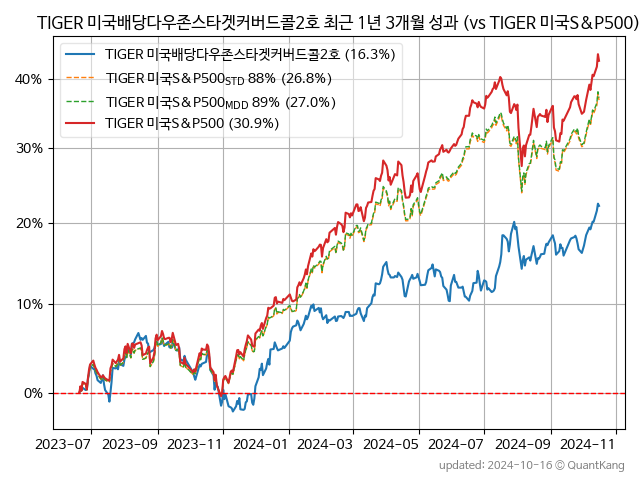 TIGER 미국배당다우존스타겟커버드콜2호 최근 1년 3개월 성과 (vs TIGER 미국S&P500)
TIGER 미국배당다우존스타겟커버드콜2호 (16.3%)
TIGER 미국S&P500STD 88% (26.8%)
TIGER 미국S&P500MDD 89% (27.0%)
TIGER 미국S&P500 (30.9%)
40%
30%
20%
10%
0%
2023-07 2023-09 2023-11 2024-01 2024-03 2024-05 2024-07 2024-09 2024-11
updated: 2024-10-16 © QuantKang